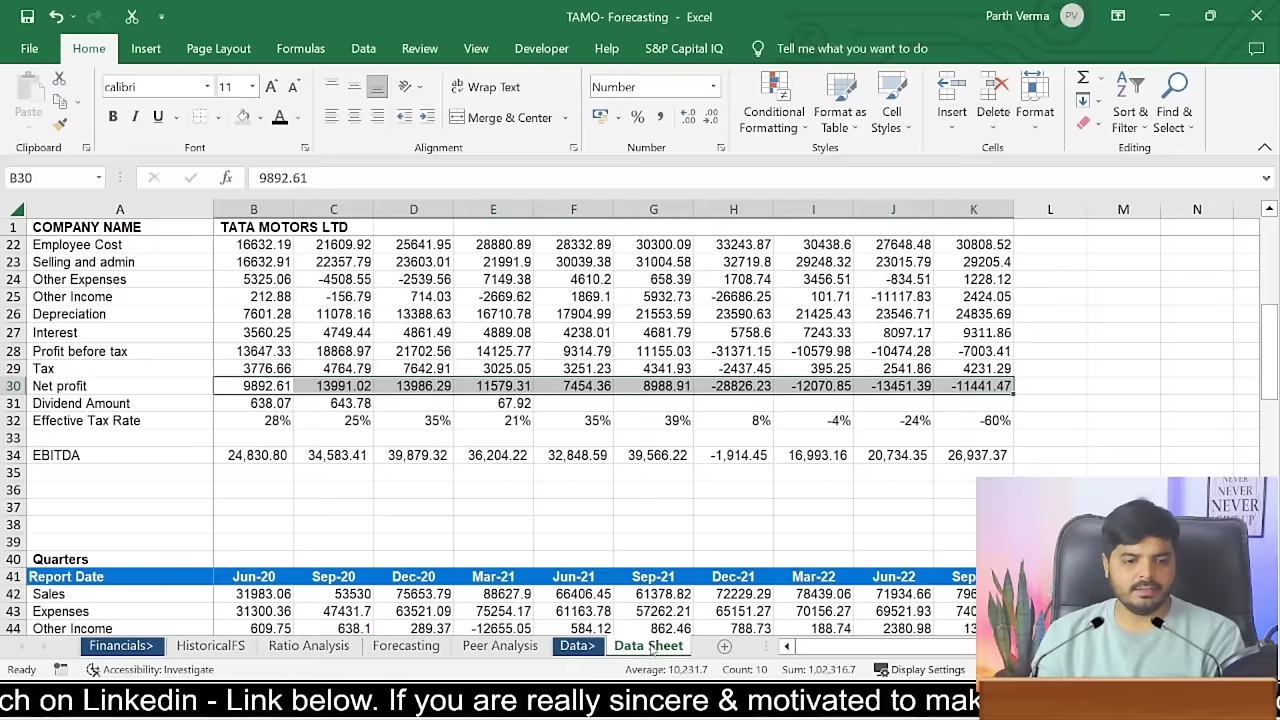 TAMO- Forecasting - Excel
Parth Verma PV
File Home Insert Page Layout Formulas Data Review View Developer Help S&P Capital IQ Tell me what you want to do
Paste
calibri 11
B I U A
Wrap Text
Merge & Center
Number
Conditional Formatting
Format as Table
Cell Styles
Insert Delete Format
Sort & Filter
Find & Select
Clipboard Font Alignment Number Styles Cells Editing
B30 fx 9892.61
A B C D E F G H I J K L M N
1 COMPANY NAME TATA MOTORS LTD
22 Employee Cost 16632.19 21609.92 25641.95 28880.89 28332.89 30300.09 33243.87 30438.6 27648.48 30808.52
23 Selling and admin 16632.91 22357.79 23603.01 21991.9 30039.38 31004.58 32719.8 29248.32 23015.79 29205.4
24 Other Expenses 5325.06 -4508.55 -2539.56 7149.38 4610.2 658.39 1708.74 3456.51 -834.51 1228.12
25 Other Income 212.88 -156.79 714.03 -2669.62 1869.1 5932.73 -26686.25 101.71 -11117.83 2424.05
26 Depreciation 7601.28 11078.16 13388.63 16710.78 17904.99 21553.59 23590.63 21425.43 23546.71 24835.69
27 Interest 3560.25 4749.44 4861.49 4889.08 4238.01 4681.79 5758.6 7243.33 8097.17 9311.86
28 Profit before tax 13647.33 18868.97 21702.56 14125.77 9314.79 11155.03 -31371.15 -10579.98 -10474.28 -7003.41
29 Tax 3776.66 4764.79 7642.91 3025.05 3251.23 4341.93 -2437.45 395.25 2541.86 4231.29
30 Net profit 9892.61 13991.02 13986.29 11579.31 7454.36 8988.91 -28826.23 -12070.85 -13451.39 -11441.47
31 Dividend Amount 638.07 643.78 67.92
32 Effective Tax Rate 28% 25% 35% 21% 35% 39% 8% -4% -24% -60%
33
34 EBITDA 24,830.80 34,583.41 39,879.32 36,204.22 32,848.59 39,566.22 -1,914.45 16,993.16 20,734.35 26,937.37
35
36
37
38
39
40 Quarters
41 Report Date Jun-20 Sep-20 Dec-20 Mar-21 Jun-21 Sep-21 Dec-21 Mar-22 Jun-22 Sep
42 Sales 31983.06 53530 75653.79 88627.9 66406.45 61378.82 72229.29 78439.06 71934.66 796
43 Expenses 31300.36 47431.7 63521.09 75254.17 61163.78 57262.21 65151.27 70156.27 69521.93 740
44 Other Income 609.75 638.1 289.37 -12655.05 584.12 862.46 788.73 188.74 2380.98 13
NEVER
NEVER
NEVER
Financials> HistoricalFS Ratio Analysis Forecasting Peer Analysis Data> Data Sheet
Ready Accessibility: Investigate Average: 10,231.7 Count: 10 Sum: 1,02,316.7 Display Settings
ch on Linkedin - Link below. If you are really sincere & motivated to mak